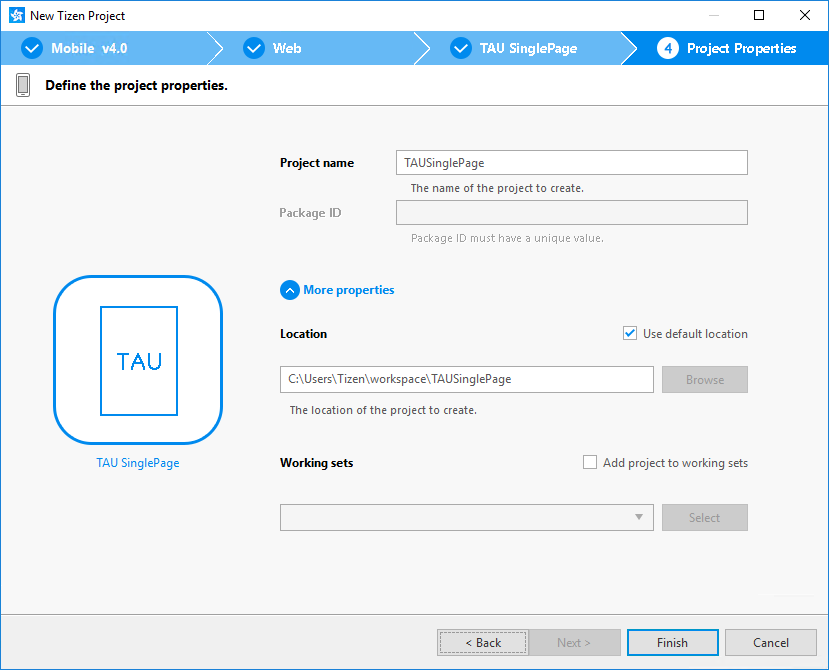 New Tizen Project
Mobile v4.0
Web
TAU SinglePage
4 Project Properties
Define the project properties.
Project name
TAUSinglePage
The name of the project to create.
Package ID
Package ID must have a unique value.
More properties
Location
Use default location
C:\Users\Tizen\workspace\TAUSinglePage
Browse
The location of the project to create.
TAU
TAU SinglePage
Working sets
Add project to working sets
Select
< Back
Next >
Finish
Cancel